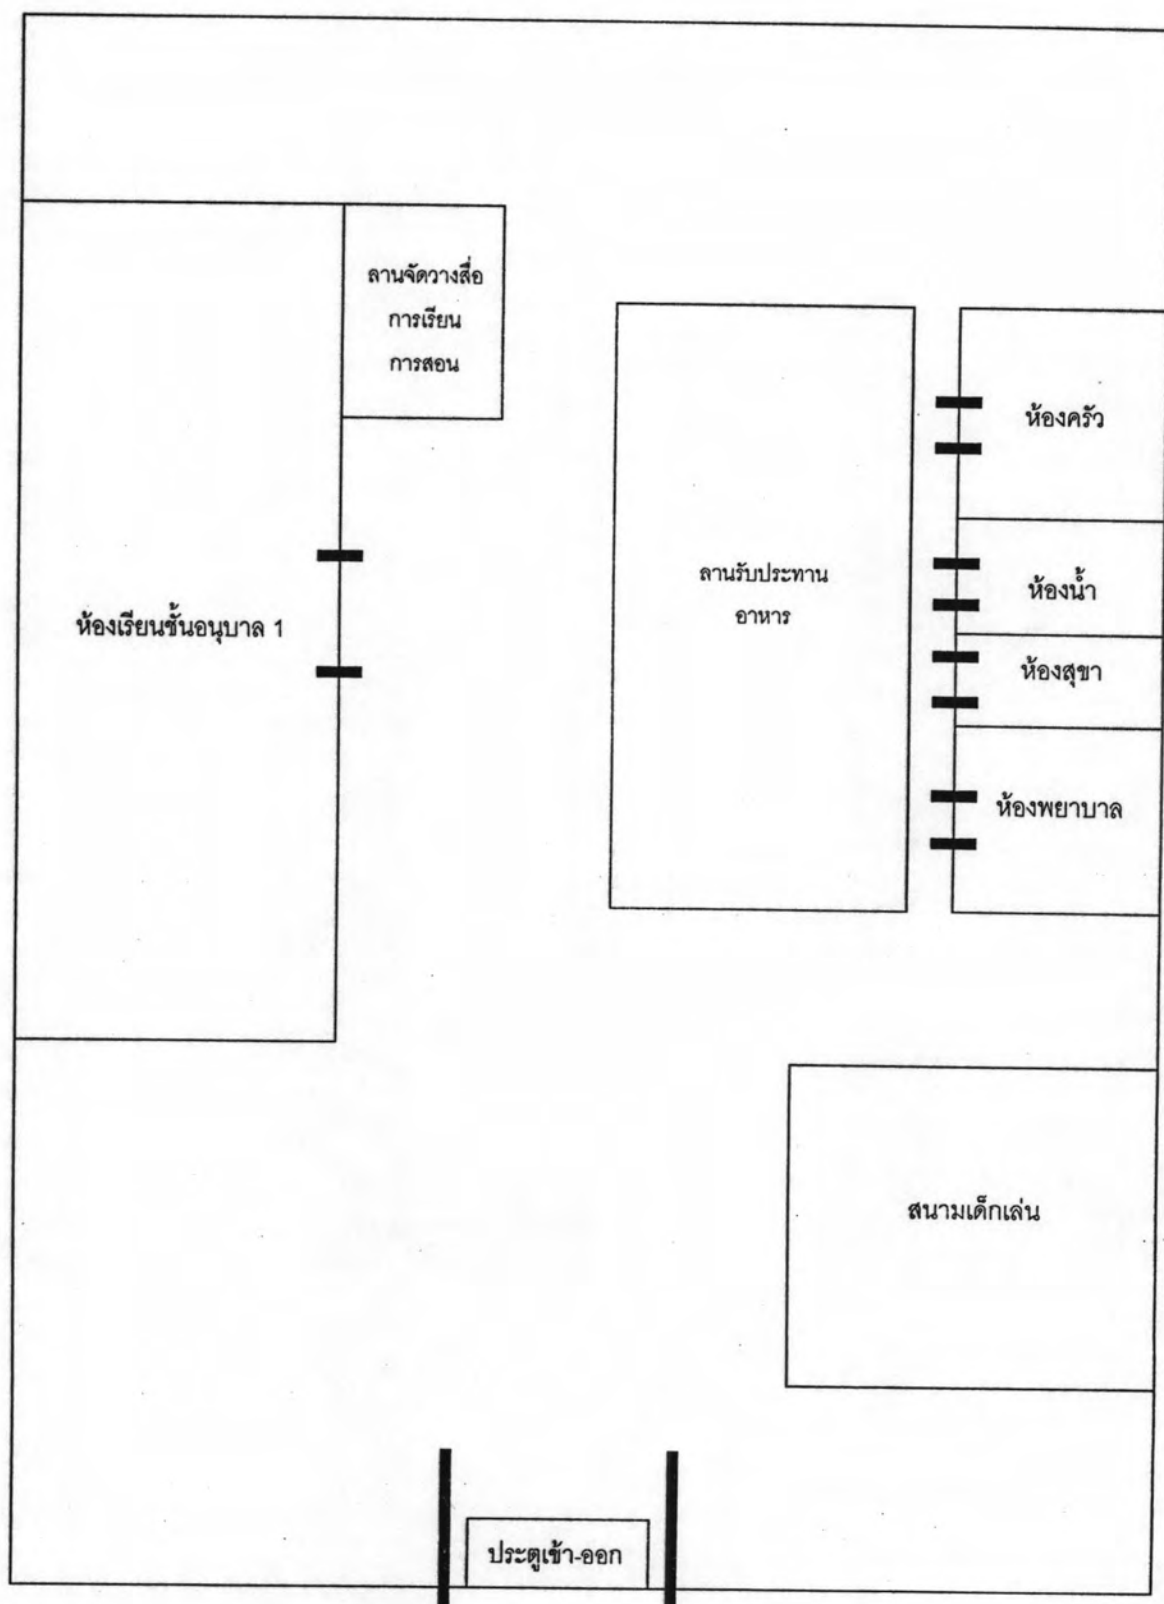 ลานจัดวางสื่อ
การเรียน
การสอน
ห้องครัว
ลานรับประทาน
อาหาร
ห้องน้ำ
ห้องเรียนชั้นอนุบาล 1
ห้องสุขา
ห้องพยาบาล
สนามเด็กเล่น
ประตูเข้า-ออก